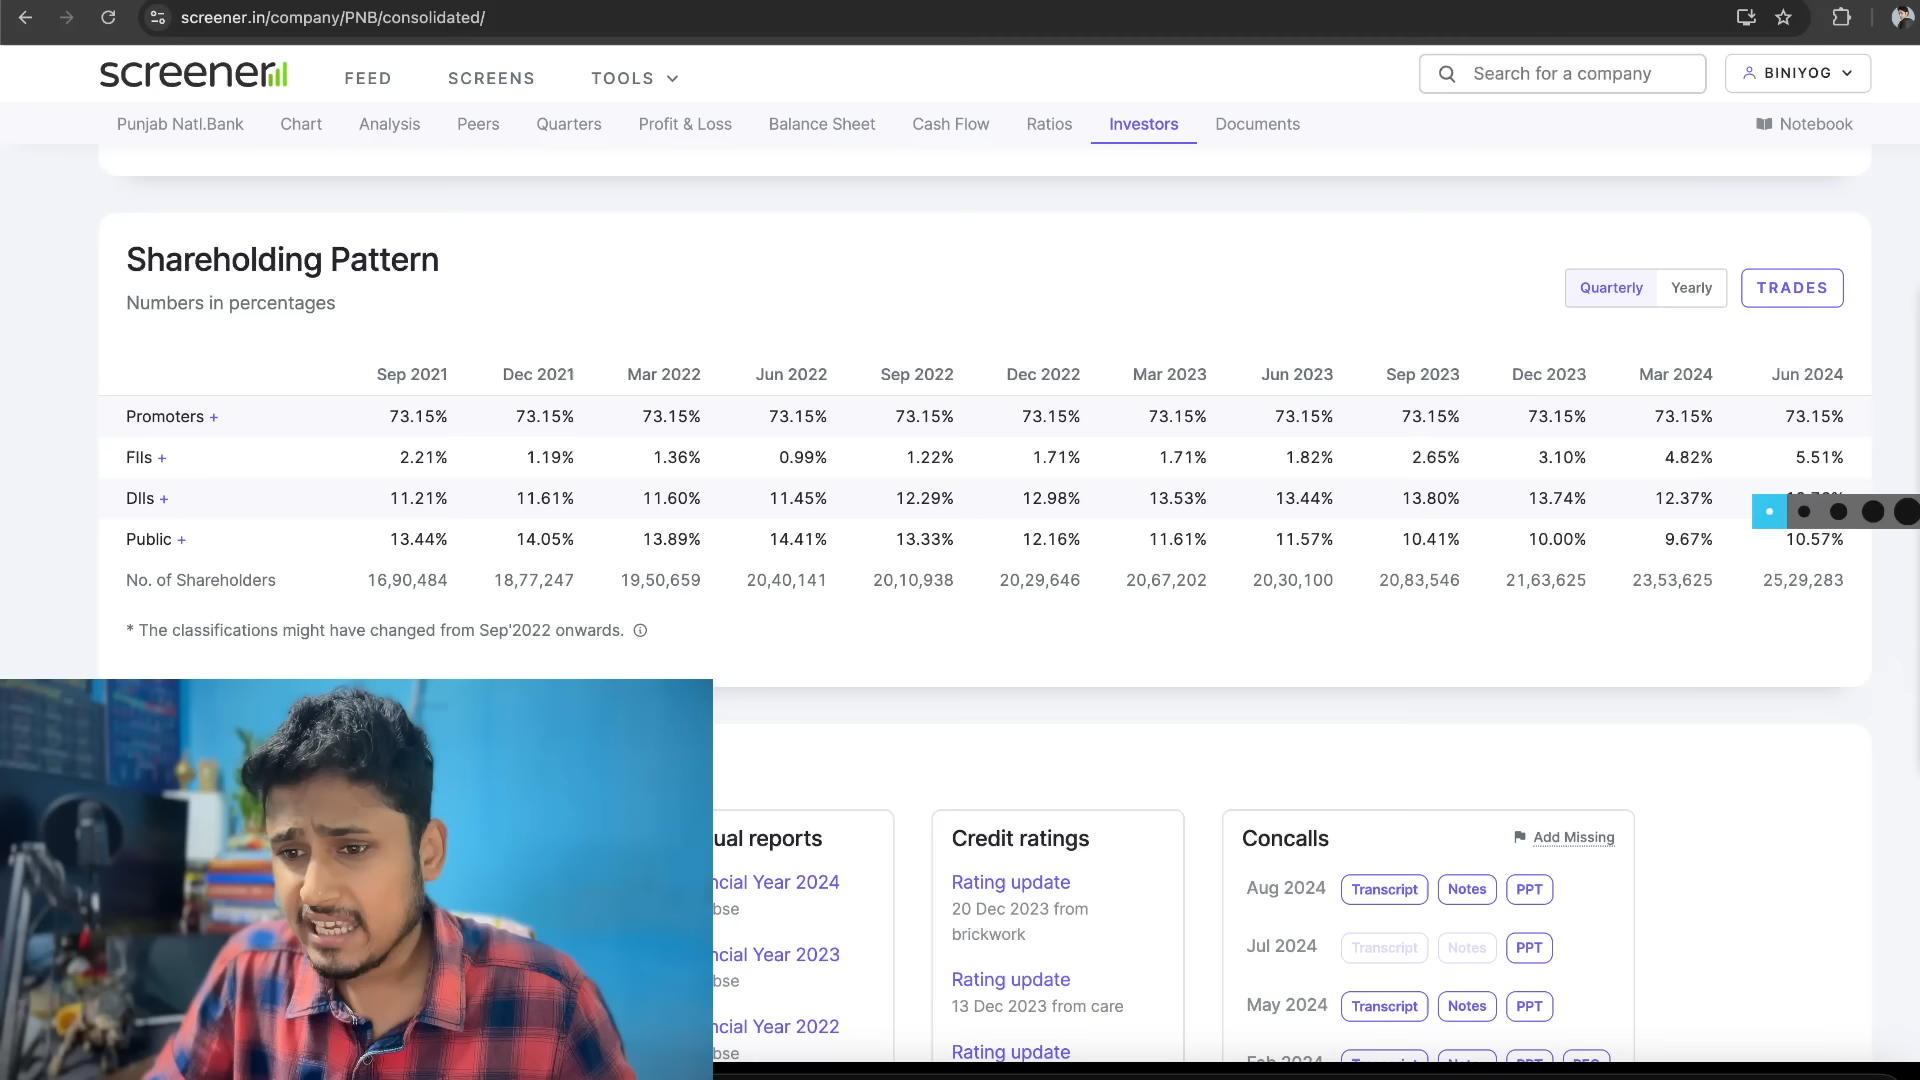 screener.in/company/PNB/consolidated/
screener
FEED
SCREENS
TOOLS
Search for a company
BINIYOG
Punjab Natl.Bank
Chart
Analysis
Peers
Quarters
Profit & Loss
Balance Sheet
Cash Flow
Ratios
Investors
Documents
Notebook
Shareholding Pattern
Numbers in percentages
Quarterly
Yearly
TRADES
Sep 2021 Dec 2021 Mar 2022 Jun 2022 Sep 2022 Dec 2022 Mar 2023 Jun 2023 Sep 2023 Dec 2023 Mar 2024 Jun 2024
Promoters + 73.15% 73.15% 73.15% 73.15% 73.15% 73.15% 73.15% 73.15% 73.15% 73.15% 73.15% 73.15%
FIIs + 2.21% 1.19% 1.36% 0.99% 1.22% 1.71% 1.71% 1.82% 2.65% 3.10% 4.82% 5.51%
DIIs + 11.21% 11.61% 11.60% 11.45% 12.29% 12.98% 13.53% 13.44% 13.80% 13.74% 12.37%
Public + 13.44% 14.05% 13.89% 14.41% 13.33% 12.16% 11.61% 11.57% 10.41% 10.00% 9.67% 10.57%
No. of Shareholders 16,90,484 18,77,247 19,50,659 20,40,141 20,10,938 20,29,646 20,67,202 20,30,100 20,83,546 21,63,625 23,53,625 25,29,283
* The classifications might have changed from Sep'2022 onwards.
ual reports
ncial Year 2024
bse
ncial Year 2023
bse
ncial Year 2022
bse
Credit ratings
Rating update
20 Dec 2023 from
brickwork
Rating update
13 Dec 2023 from care
Rating update
Concalls
Add Missing
Aug 2024 Transcript Notes PPT
Jul 2024 Transcript Notes PPT
May 2024 Transcript Notes PPT
Feb 2024 Transcript Notes PPT REC